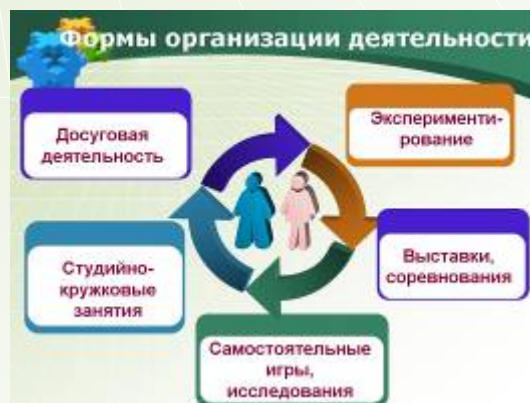 Формы организации деятельности
Досуговая
деятельность
Эксперименти-
рование
Выставки,
соревнования
Самостоятельные
игры,
исследования
Студийно-
кружковые
занятия